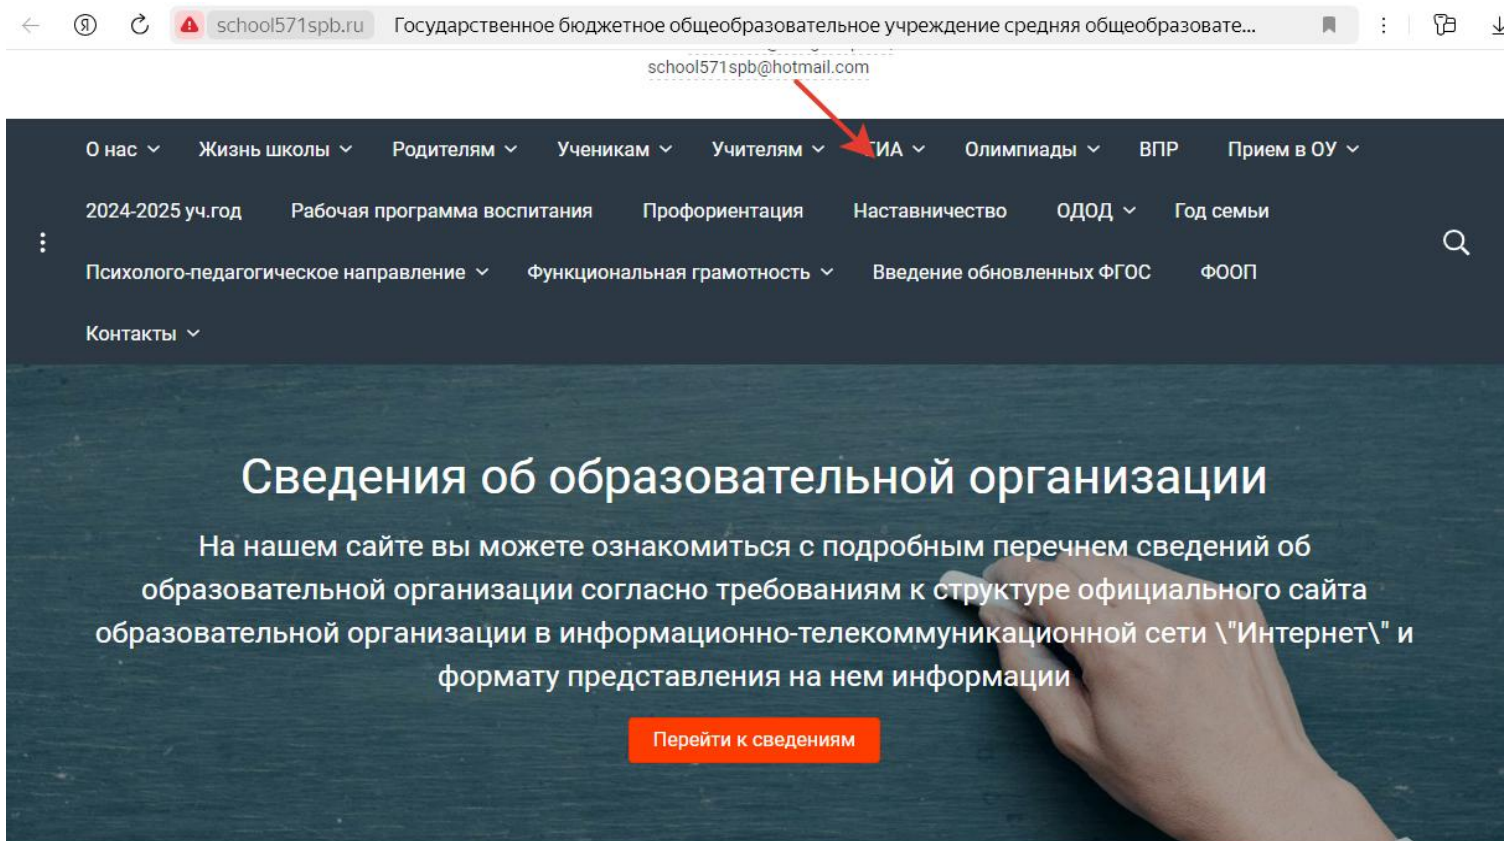 school571spb.ru Государственное бюджетное общеобразовательное учреждение средняя общеобразовате...
school571spb@hotmail.com
О нас Жизнь школы Родителям Ученикам Учителям ГИА Олимпиады ВПР Прием в ОУ
2024-2025 уч.год Рабочая программа воспитания Профориентация Наставничество ОДОД Год семьи
Психолого-педагогическое направление Функциональная грамотность Введение обновленных ФГОС ФООП
Контакты
Сведения об образовательной организации
На нашем сайте вы можете ознакомиться с подробным перечнем сведений об
образовательной организации согласно требованиям к структуре официального сайта
образовательной организации в информационно-телекоммуникационной сети \"Интернет\" и
формату представления на нем информации
Перейти к сведениям